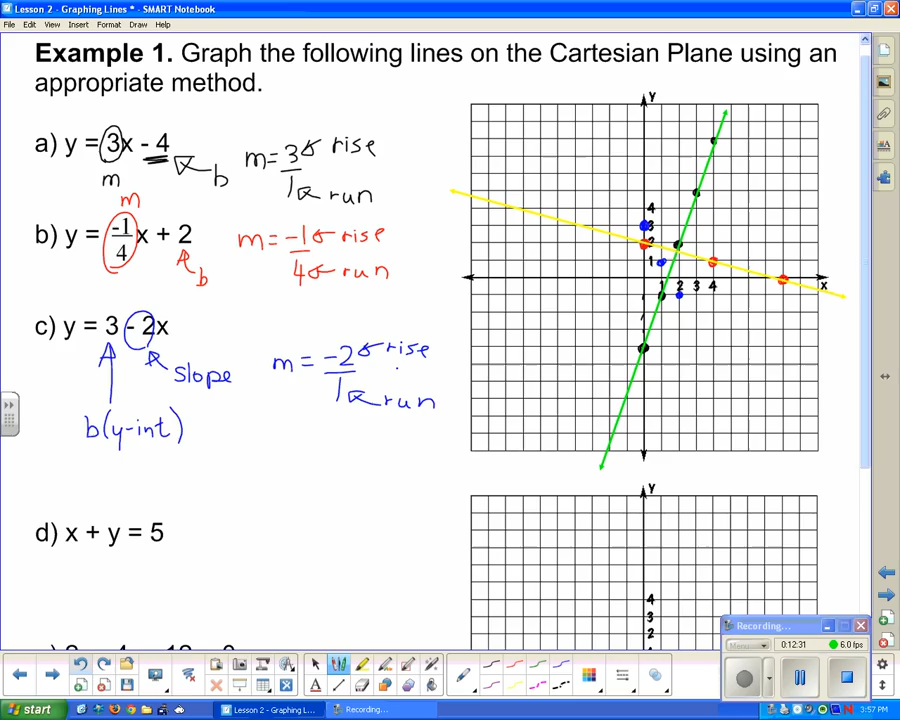 Lesson 2 - Graphing Lines * - SMART Notebook
File Edit View Insert Format Draw Help
Example 1. Graph the following lines on the Cartesian Plane using an
appropriate method.
a) y = 3x - 4
m
b
m = 3 rise
1 run
m
b) y = -1/4 x + 2
b
m = -1 rise
4 run
c) y = 3 - 2x
slope
b (y-int)
m = -2 rise
1 run
d) x + y = 5
Y
4
3
2
1
1 2 3 4
x
Y
4
3
2
Recording...
Menu
0:12:31
6.0 fps
start
Lesson 2 - Graphing L...
Recording...
3:57 PM